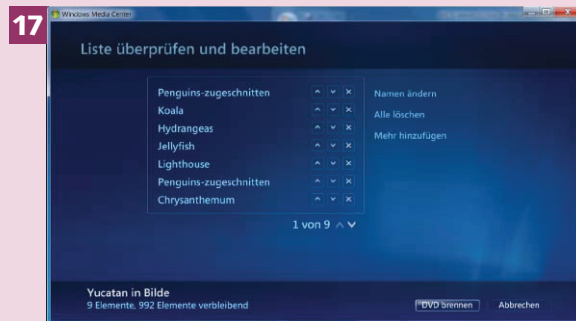 17
Windows Media Center
Liste überprüfen und bearbeiten
Penguins-zugeschnitten
Koala
Hydrangeas
Jellyfish
Lighthouse
Penguins-zugeschnitten
Chrysanthemum
Namen ändern
Alle löschen
Mehr hinzufügen
1 von 9
Yucatan in Bilde
9 Elemente, 992 Elemente verbleibend
DVD brennen
Abbrechen